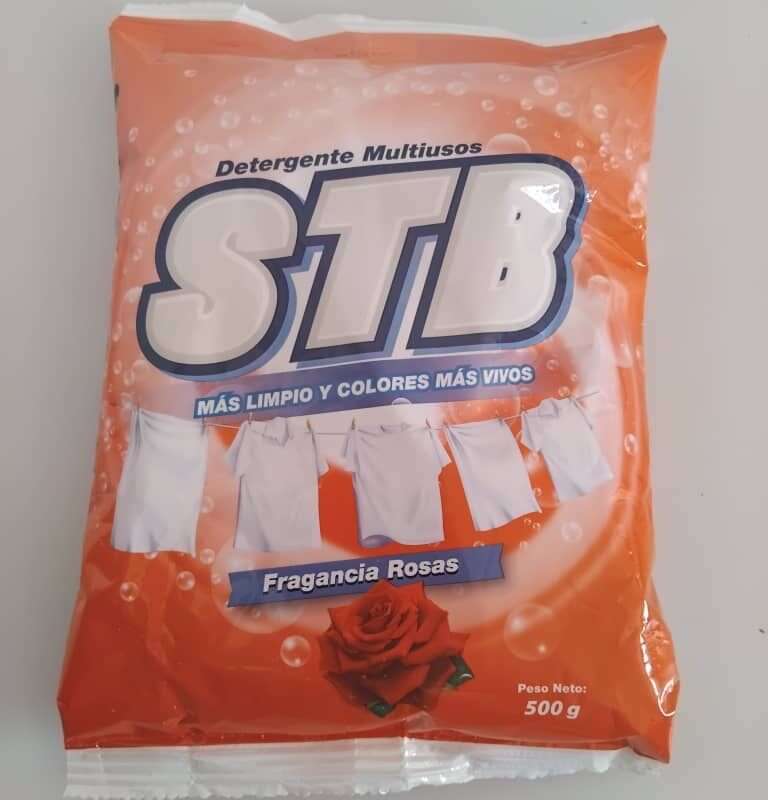 Detergente Multiusos
STB
MÁS LIMPIO Y COLORES MÁS VIVOS
Fragancia Rosas
Peso Neto:
500 g